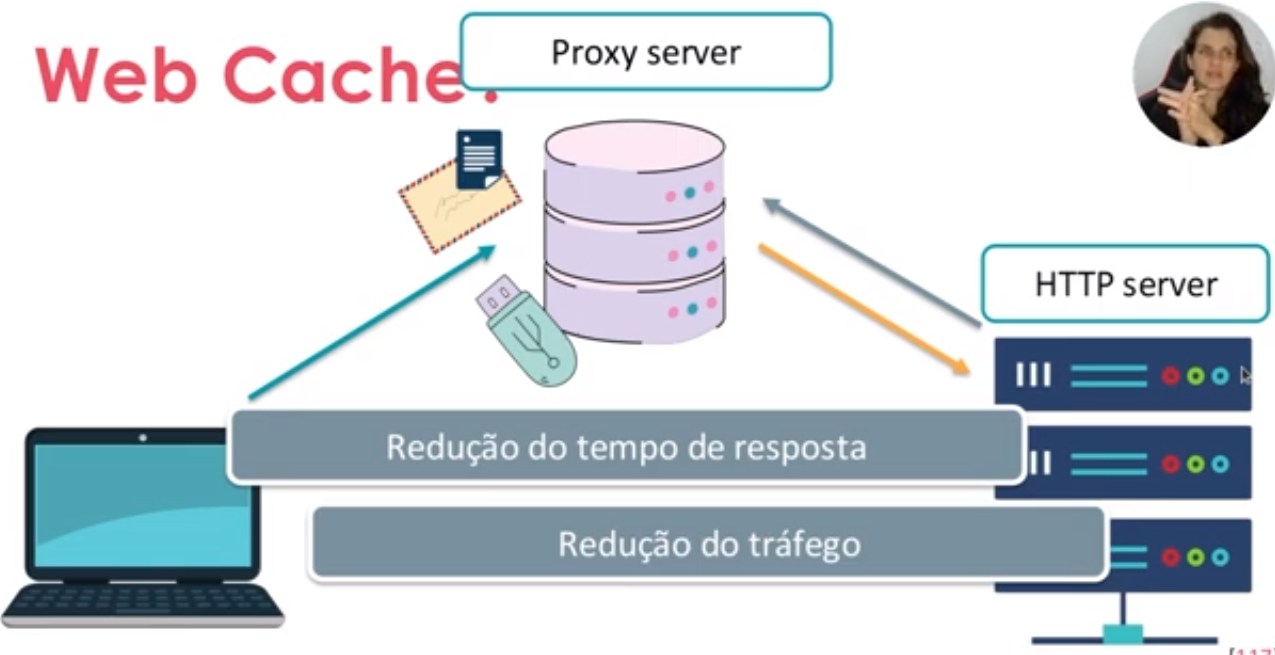 Web Cache?
Proxy server
HTTP server
Redução do tempo de resposta
Redução do tráfego